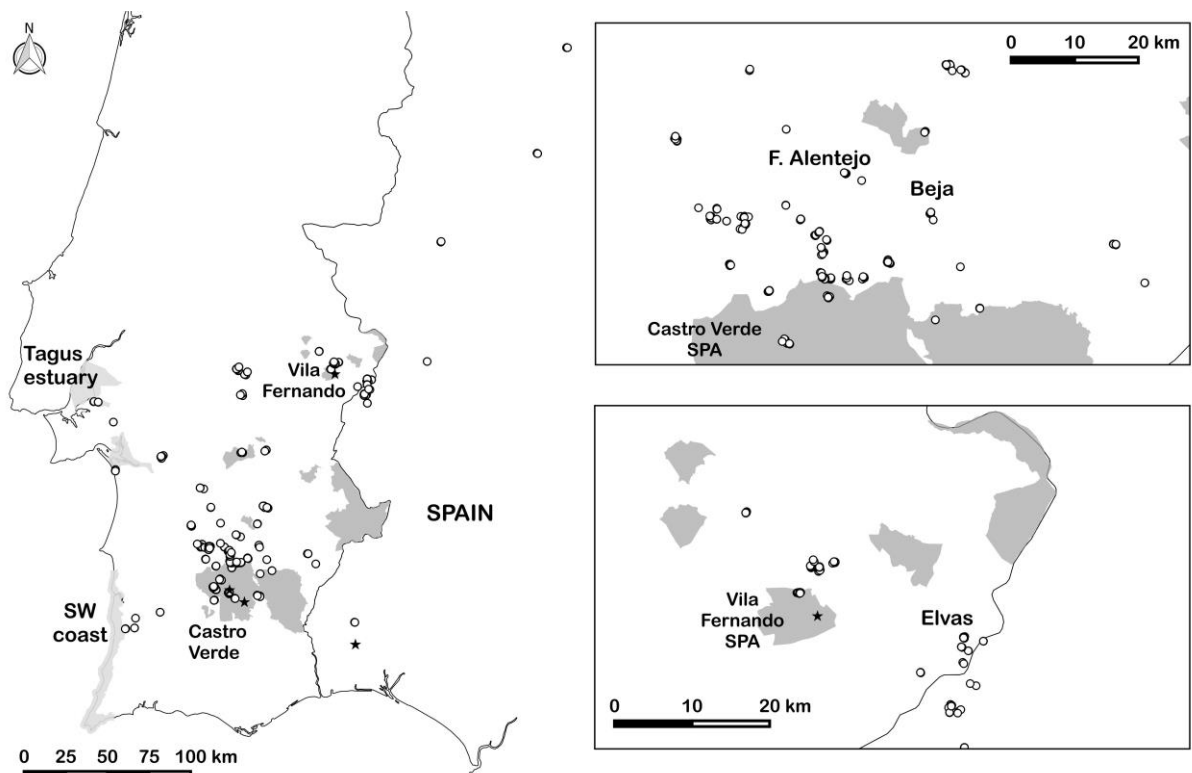 N
Tagus
estuary
Vila
Fernando
SPAIN
SW
coast
Castro
Verde
0 25 50 75 100 km
0 10 20 km
F. Alentejo
Beja
Castro Verde
SPA
Vila
Fernando
SPA
Elvas
0 10 20 km